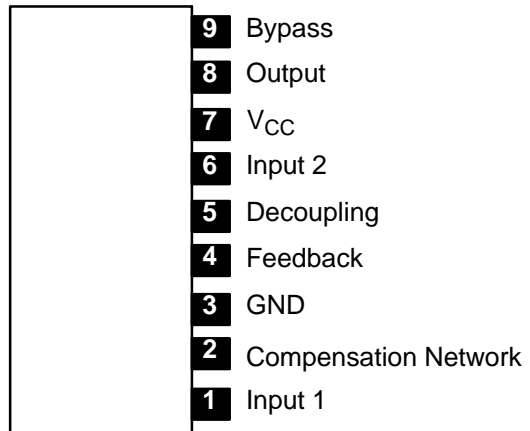 9 Bypass
8 Output
7 VCC
6 Input 2
5 Decoupling
4 Feedback
3 GND
2 Compensation Network
1 Input 1